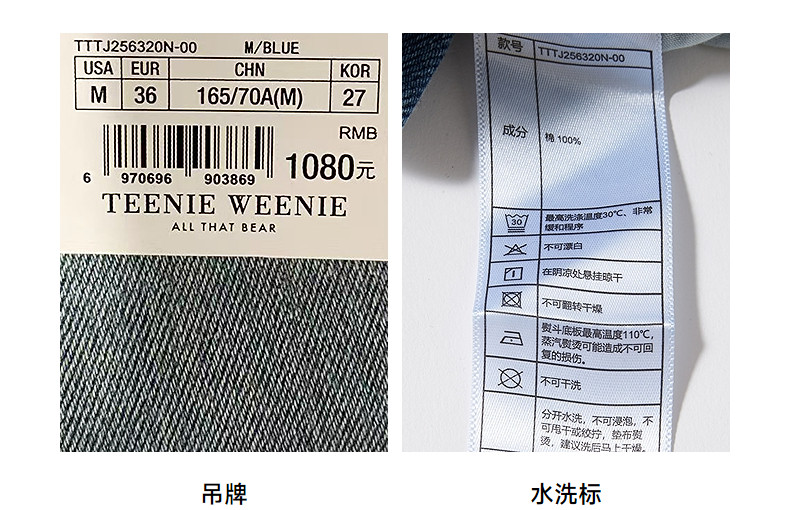 TTTJ256320N-00 M/BLUE
USA EUR CHN KOR
M 36 165/70A(M) 27
RMB
6 970696 903869
1080元
TEENIE WEENIE
ALL THAT BEAR
款号 TTTJ256320N-00
成分 棉 100%
30
最高洗涤温度30℃、非常
缓和程序
不可漂白
在阴凉处悬挂晾干
不可翻转干燥
熨斗底板最高温度110℃,
蒸汽熨烫可能造成不可回
复的损伤。
不可干洗
分开水洗，不可浸泡，不
可甩干或绞拧，垫布熨
烫，建议洗后马上干燥。
吊牌
水洗标